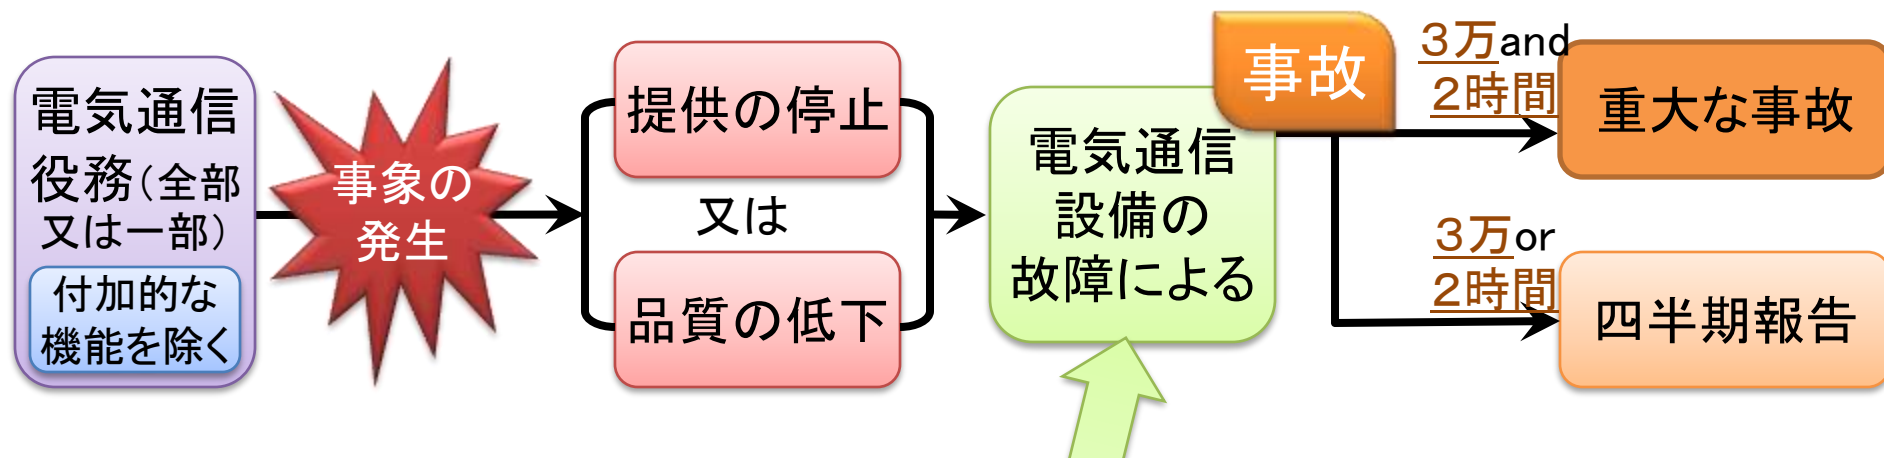 電気通信
役務（全部
又は一部）
付加的な
機能を除く
事象の
発生
提供の停止
又は
品質の低下
電気通信
設備の
故障による
事故
３万and
２時間
重大な事故
３万or
２時間
四半期報告